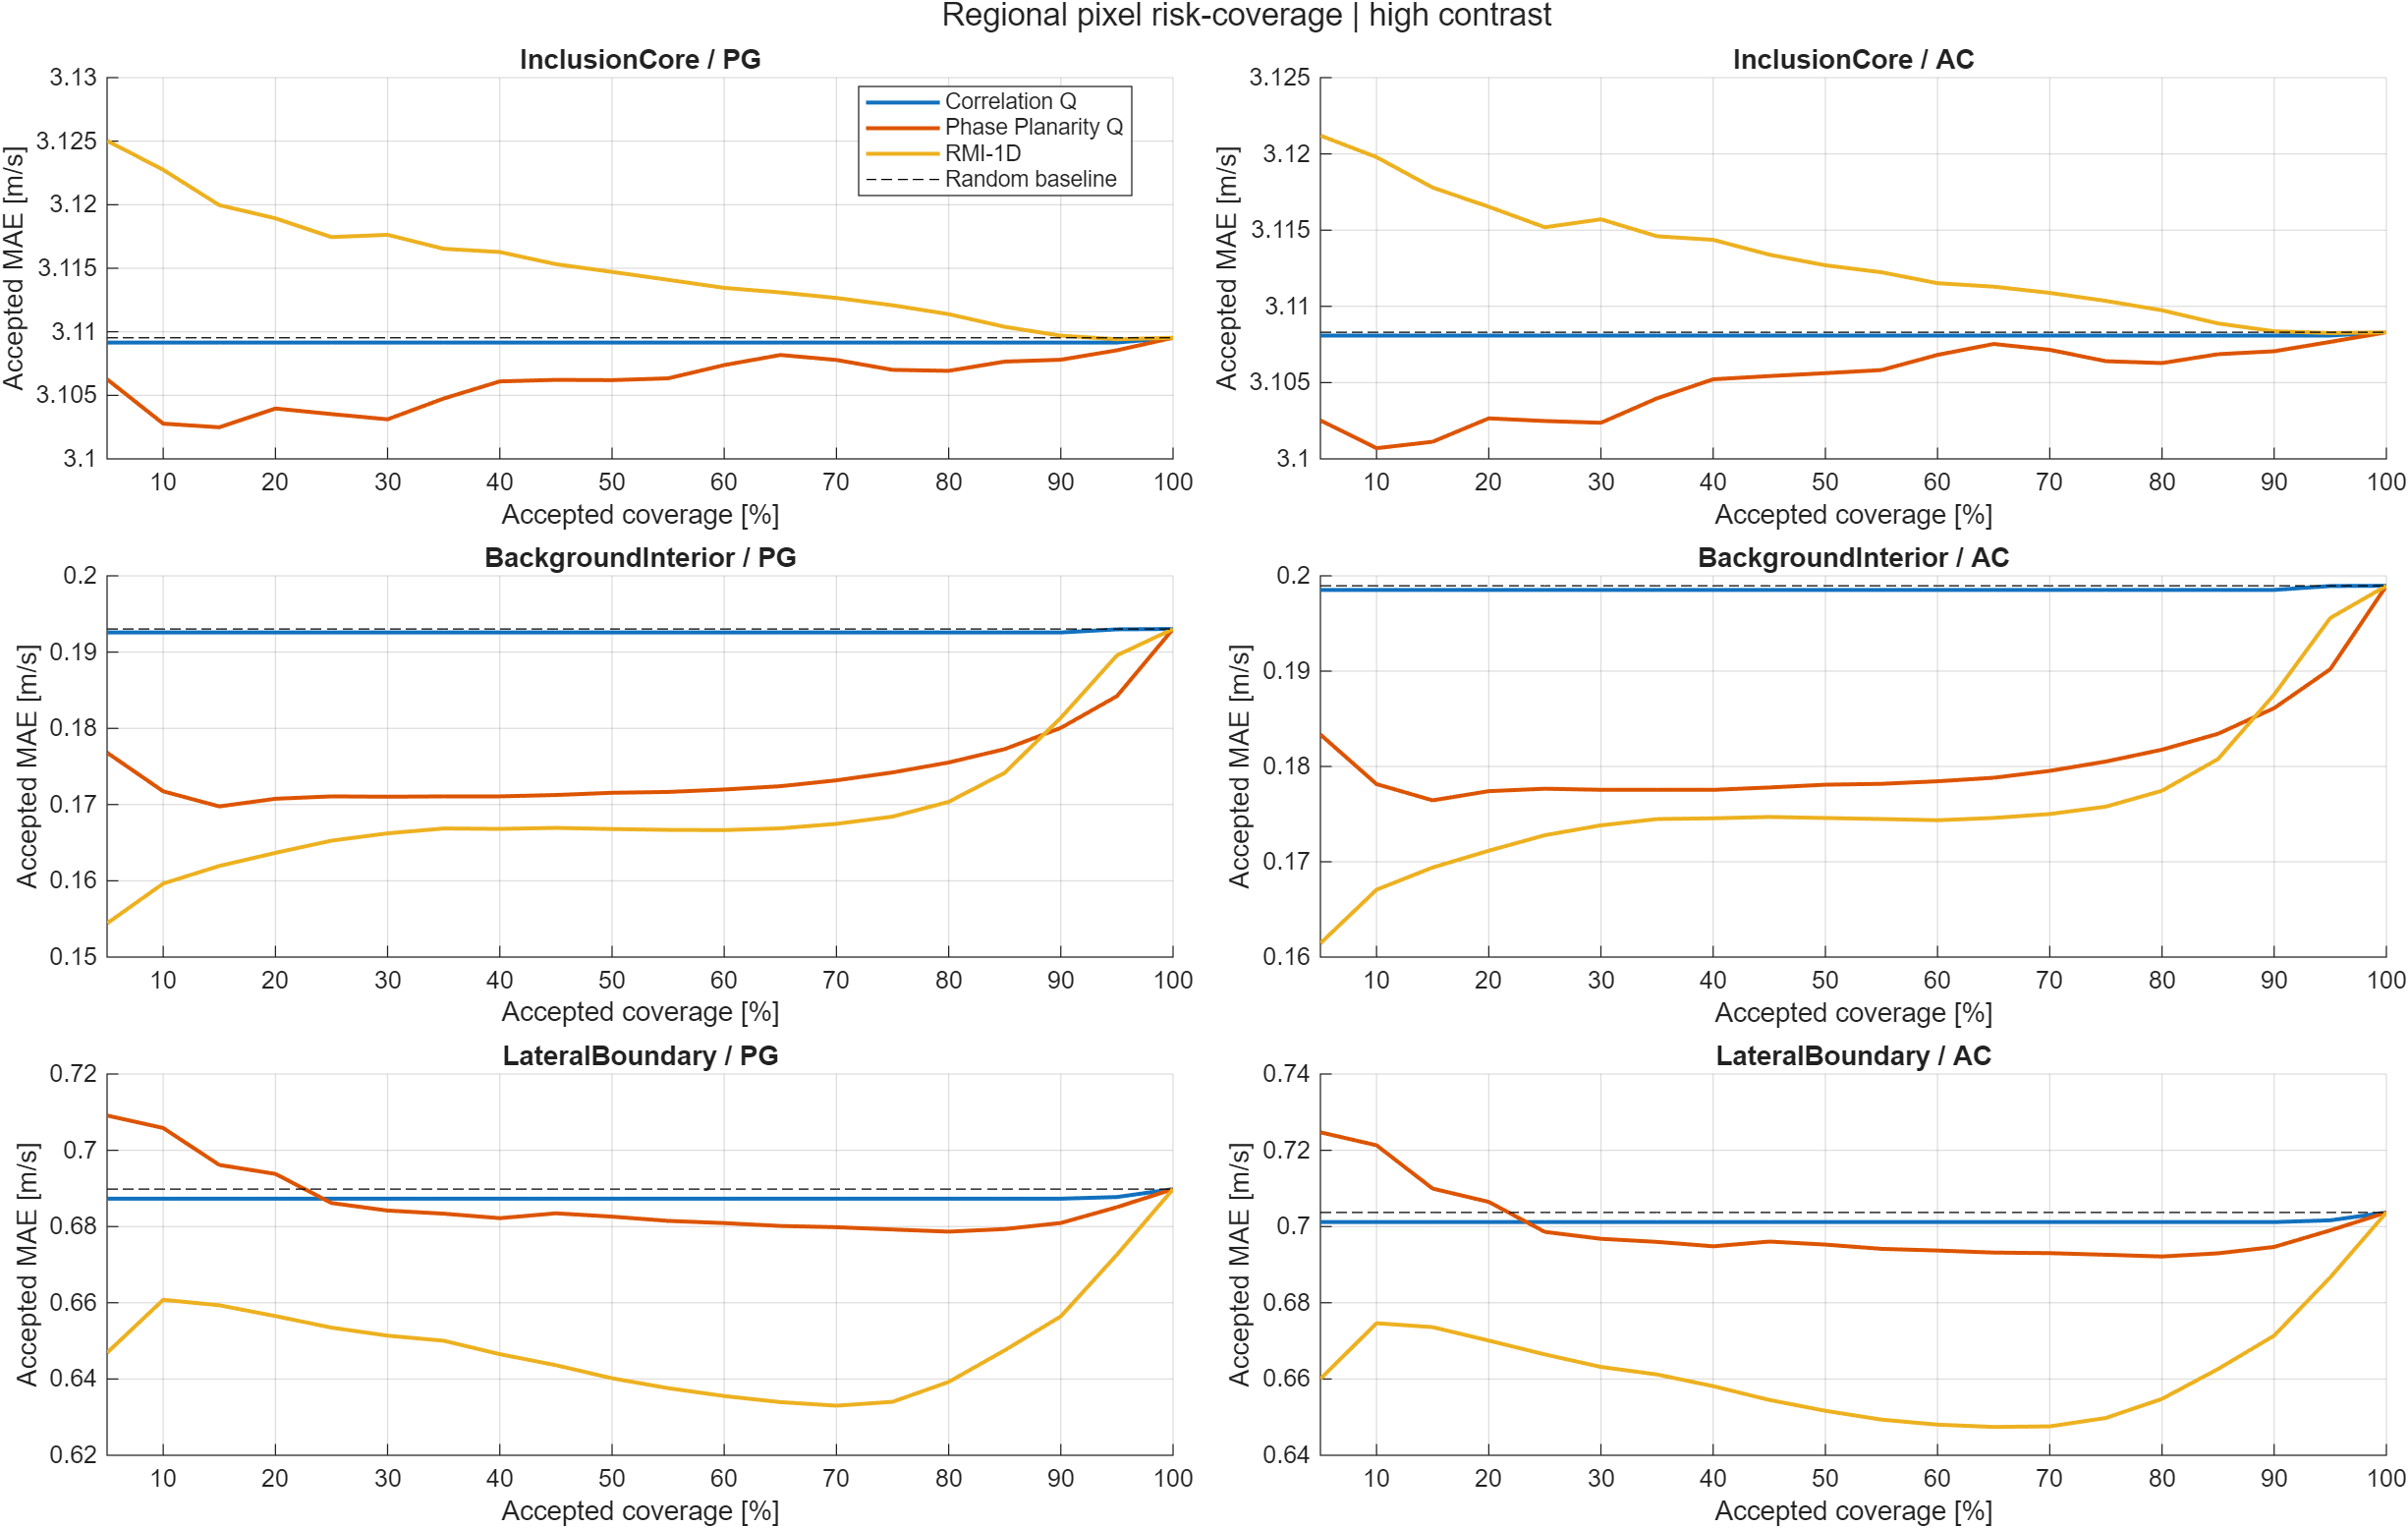 Regional pixel risk-coverage | high contrast
InclusionCore / PG
3.13
3.125
3.12
3.115
3.11
3.105
3.1
Accepted MAE [m/s]
Correlation Q
Phase Planarity Q
RMI-1D
Random baseline
10 20 30 40 50 60 70 80 90 100
Accepted coverage [%]
InclusionCore / AC
3.125
3.12
3.115
3.11
3.105
3.1
Accepted MAE [m/s]
10 20 30 40 50 60 70 80 90 100
Accepted coverage [%]
BackgroundInterior / PG
0.2
0.19
0.18
0.17
0.16
0.15
Accepted MAE [m/s]
10 20 30 40 50 60 70 80 90 100
Accepted coverage [%]
BackgroundInterior / AC
0.2
0.19
0.18
0.17
0.16
Accepted MAE [m/s]
10 20 30 40 50 60 70 80 90 100
Accepted coverage [%]
LateralBoundary / PG
0.72
0.7
0.68
0.66
0.64
0.62
Accepted MAE [m/s]
10 20 30 40 50 60 70 80 90 100
Accepted coverage [%]
LateralBoundary / AC
0.74
0.72
0.7
0.68
0.66
0.64
Accepted MAE [m/s]
10 20 30 40 50 60 70 80 90 100
Accepted coverage [%]